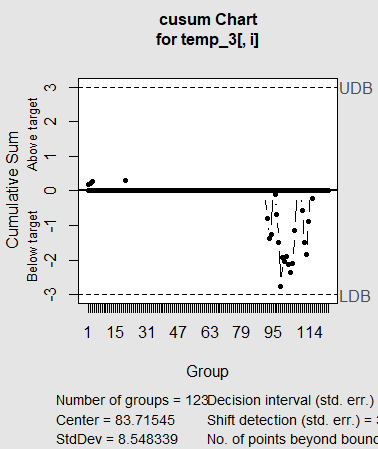 cusum Chart
for temp_3[, i]
Cumulative Sum
Above target
Below target
3
2
1
0
-1
-2
-3
UDB
LDB
1 15 31 47 63 79 95 114
Group
Number of groups = 123
Center = 83.71545
StdDev = 8.548339
Decision interval (std. err.)
Shift detection (std. err.) =
No. of points beyond